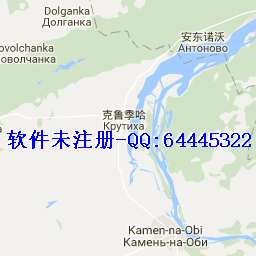 Dolganka
Долганка
安东诺沃
Антоново
ovolchanka
оволчанка
克鲁季哈
Крутиха
软件未注册-QQ:64445322
Kamen-na-Obi
Камень-на-Оби